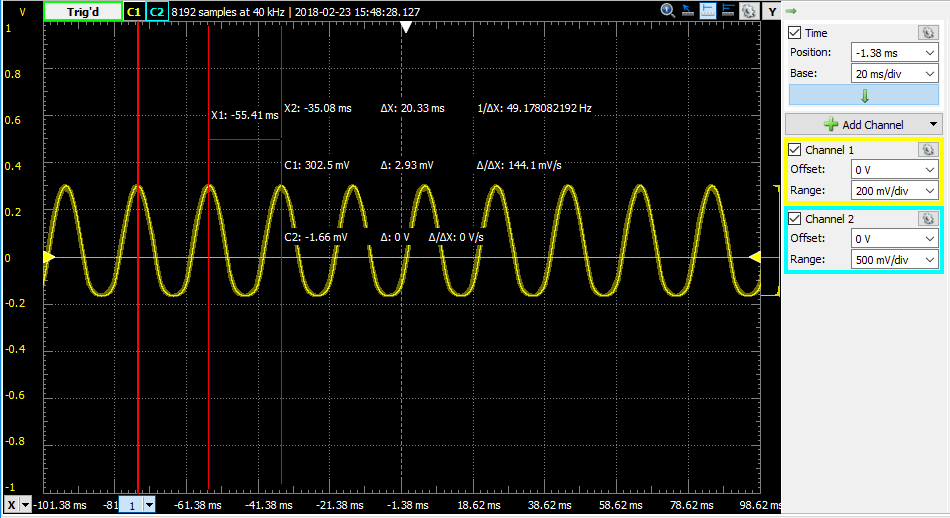 V Trig'd C1 C2 8192 samples at 40 kHz | 2018-02-23 15:48:28.127 Y
1
0.8
0.6
0.4
0.2
0
-0.2
-0.4
-0.6
-0.8
-1
X1: -55.41 ms
X2: -35.08 ms ΔX: 20.33 ms 1/ΔX: 49.178082192 Hz
C1: 302.5 mV Δ: 2.93 mV Δ/ΔX: 144.1 mV/s
C2: -1.66 mV Δ: 0 V Δ/ΔX: 0 V/s
X -101.38 ms -81 1 -61.38 ms -41.38 ms -21.38 ms -1.38 ms 18.62 ms 38.62 ms 58.62 ms 78.62 ms 98.62 ms
Time
Position: -1.38 ms
Base: 20 ms/div
Add Channel
Channel 1
Offset: 0 V
Range: 200 mV/div
Channel 2
Offset: 0 V
Range: 500 mV/div